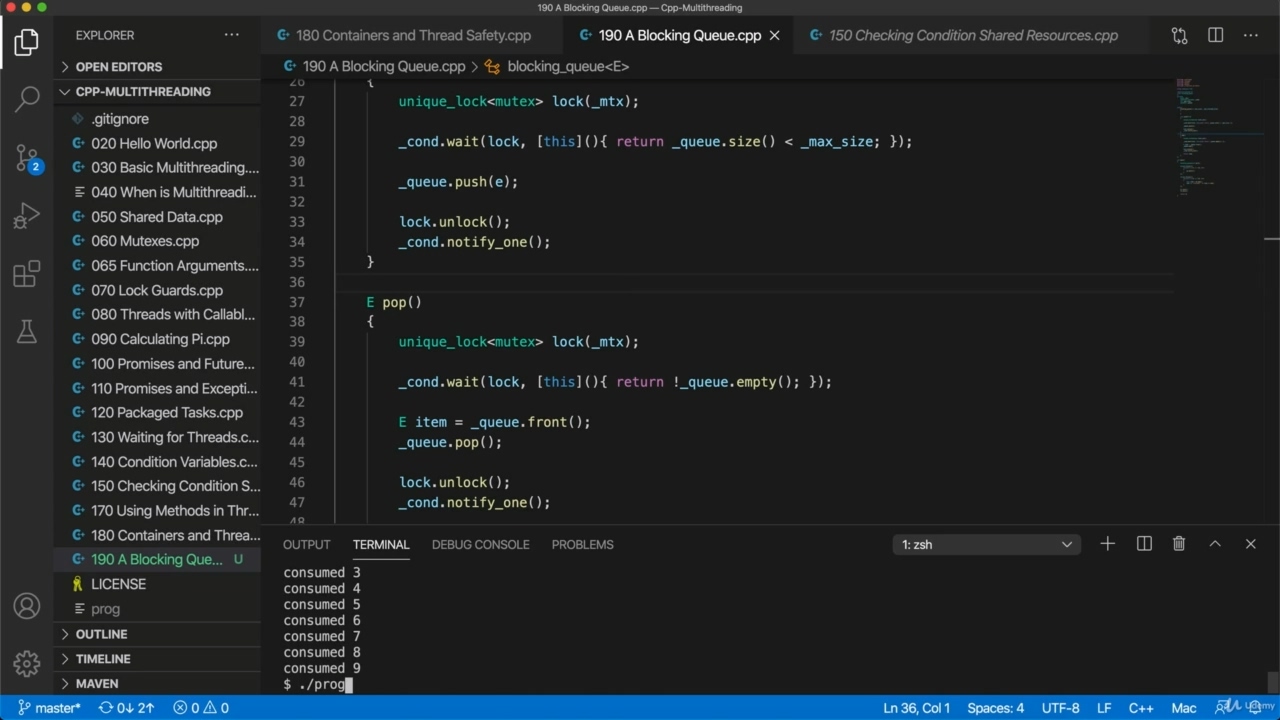 190 A Blocking Queue.cpp — Cpp-Multithreading
EXPLORER
180 Containers and Thread Safety.cpp
190 A Blocking Queue.cpp
150 Checking Condition Shared Resources.cpp
OPEN EDITORS
190 A Blocking Queue.cpp > blocking_queue<E>
CPP-MULTITHREADING
.gitignore
020 Hello World.cpp
030 Basic Multithreading....
040 When is Multithreadi...
050 Shared Data.cpp
060 Mutexes.cpp
065 Function Arguments....
070 Lock Guards.cpp
080 Threads with Callabl...
090 Calculating Pi.cpp
100 Promises and Future...
110 Promises and Excepti...
120 Packaged Tasks.cpp
130 Waiting for Threads.c...
140 Condition Variables.c...
150 Checking Condition S...
170 Using Methods in Thr...
180 Containers and Threa...
190 A Blocking Que... U
LICENSE
prog
OUTLINE
TIMELINE
MAVEN
2
26 {
27 unique_lock<mutex> lock(_mtx);
28
29 _cond.wait(lock, [this](){ return _queue.size() < _max_size; });
30
31 _queue.push(e);
32
33 lock.unlock();
34 _cond.notify_one();
35 }
36
37 E pop()
38 {
39 unique_lock<mutex> lock(_mtx);
40
41 _cond.wait(lock, [this](){ return !_queue.empty(); });
42
43 E item = _queue.front();
44 _queue.pop();
45
46 lock.unlock();
47 _cond.notify_one();
48
OUTPUT TERMINAL DEBUG CONSOLE PROBLEMS 1: zsh
consumed 3
consumed 4
consumed 5
consumed 6
consumed 7
consumed 8
consumed 9
$ ./prog
master* 0↓ 2↑ 0 0 Ln 36, Col 1 Spaces: 4 UTF-8 LF C++ Mac
Udemy